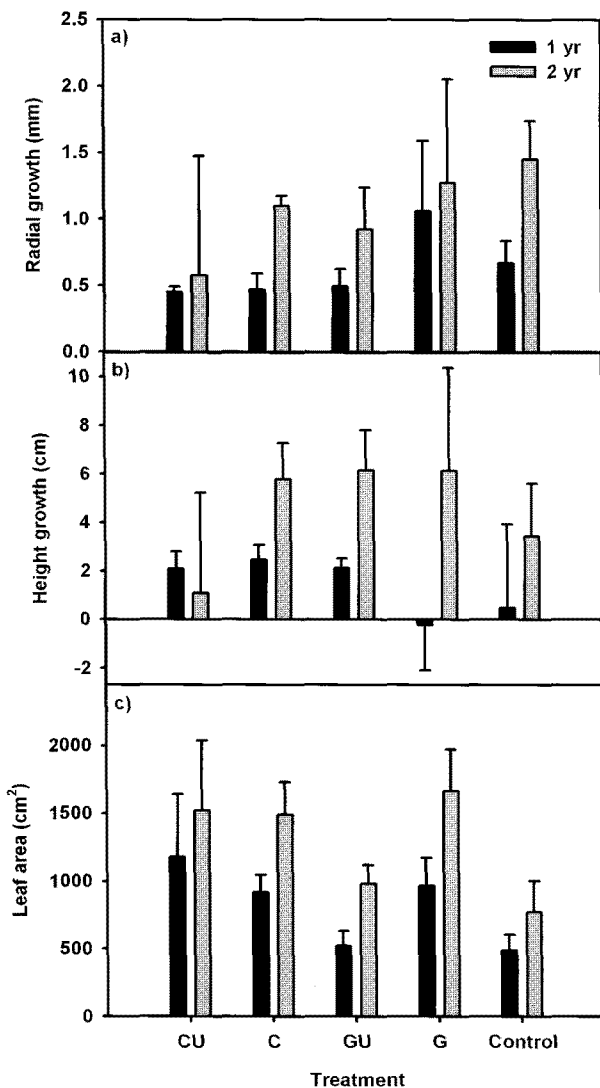 a)
1 yr
2 yr
2.5
2.0
1.5
1.0
0.5
0.0
Radial growth (mm)
b)
10
8
6
4
2
0
-2
Height growth (cm)
c)
2000
1500
1000
500
0
Leaf area (cm²)
CU C GU G Control
Treatment